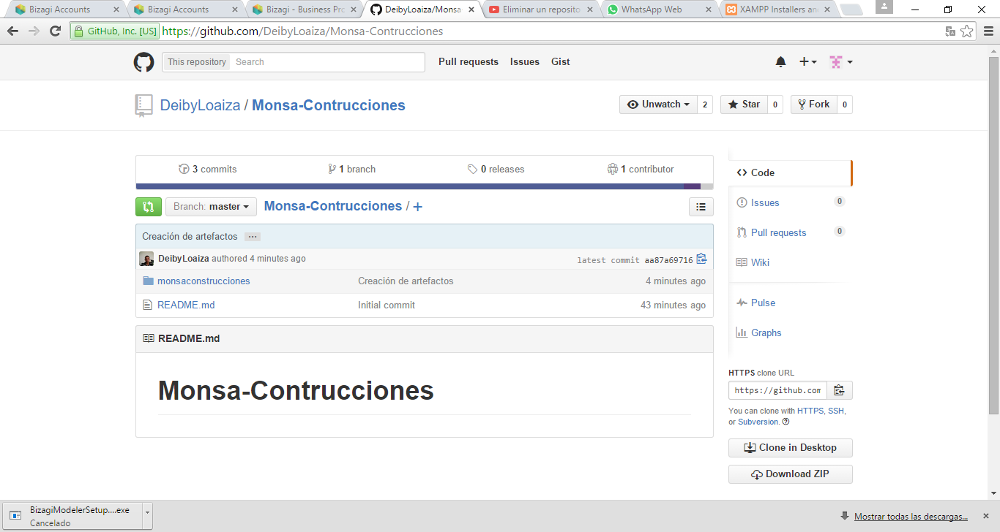 Bizagi Accounts
Bizagi Accounts
Bizagi - Business Pro
DeibyLoaiza/Monsa-
Eliminar un reposito
WhatsApp Web
XAMPP Installers an
GitHub, Inc. [US]
https://github.com/DeibyLoaiza/Monsa-Contrucciones
This repository Search
Pull requests
Issues
Gist
DeibyLoaiza / Monsa-Contrucciones
Unwatch 2
Star 0
Fork 0
3 commits
1 branch
0 releases
1 contributor
Branch: master
Monsa-Contrucciones / +
Creación de artefactos ...
DeibyLoaiza authored 4 minutes ago
latest commit aa87a69716
monsaconstrucciones Creación de artefactos 4 minutes ago
README.md Initial commit 43 minutes ago
README.md
Monsa-Contrucciones
Code
Issues 0
Pull requests 0
Wiki
Pulse
Graphs
HTTPS clone URL
https://github.com
You can clone with HTTPS, SSH,
or Subversion.
Clone in Desktop
Download ZIP
BizagiModelerSetup....exe
Cancelado
Mostrar todas las descargas...